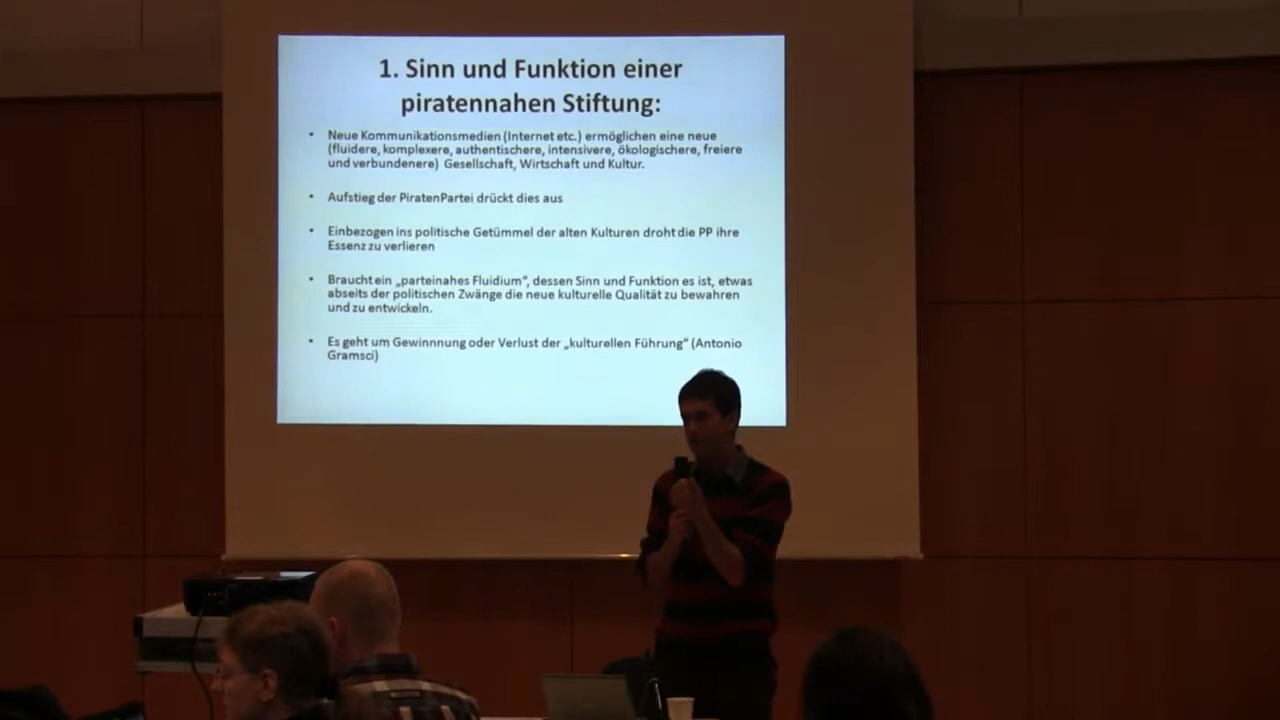 1. Sinn und Funktion einer
piratennahen Stiftung:
• Neue Kommunikationsmedien (Internet etc.) ermöglichen eine neue
(fluidere, komplexere, authentischere, intensivere, ökologischere, freiere
und verbundenere) Gesellschaft, Wirtschaft und Kultur.
• Aufstieg der PiratenPartei drückt dies aus
• Einbezogen ins politische Getümmel der alten Kulturen droht die PP ihre
Essenz zu verlieren
• Braucht ein „parteinahes Fluidium“, dessen Sinn und Funktion es ist, etwas
abseits der politischen Zwänge die neue kulturelle Qualität zu bewahren
und zu entwickeln.
• Es geht um Gewinnnung oder Verlust der „kulturellen Führung“ (Antonio
Gramsci)